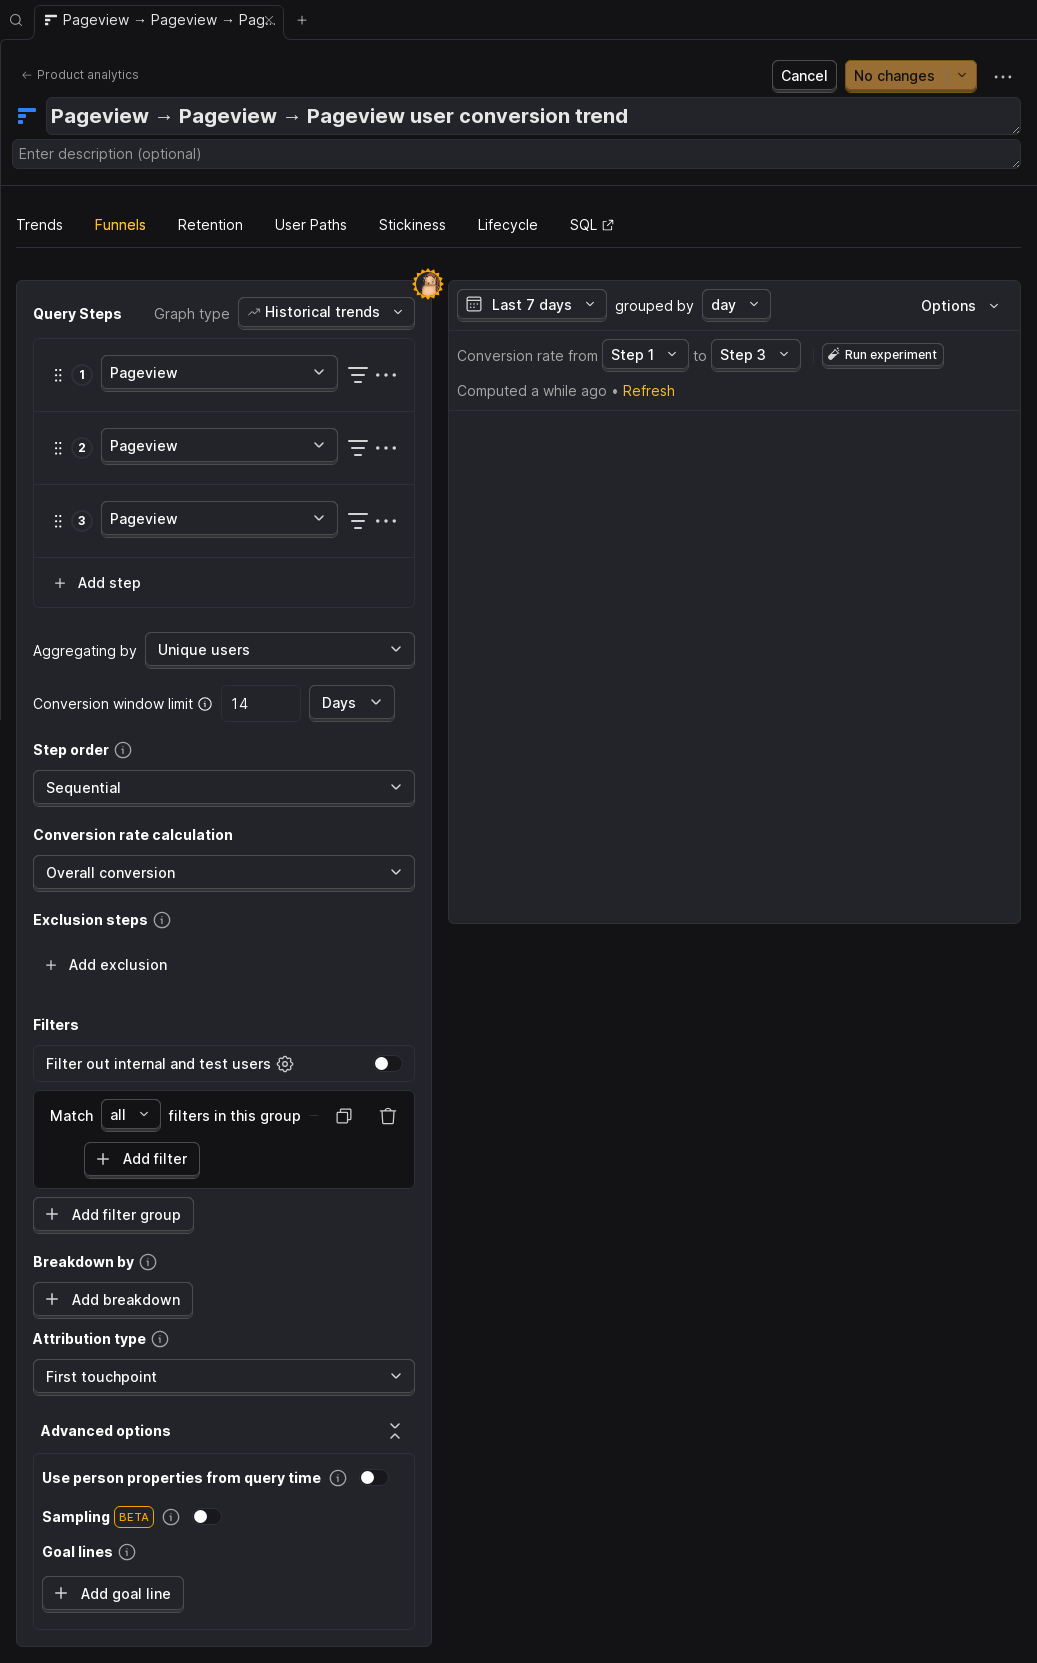 Pageview → Pageview → Pag...
Product analytics
Cancel
No changes
Pageview → Pageview → Pageview user conversion trend
Enter description (optional)
Trends
Funnels
Retention
User Paths
Stickiness
Lifecycle
SQL
Query Steps
Graph type
Historical trends
1
Pageview
2
Pageview
3
Pageview
Add step
Aggregating by
Unique users
Conversion window limit
14
Days
Step order
Sequential
Conversion rate calculation
Overall conversion
Exclusion steps
Add exclusion
Filters
Filter out internal and test users
Match
all
filters in this group
Add filter
Add filter group
Breakdown by
Add breakdown
Attribution type
First touchpoint
Advanced options
Use person properties from query time
Sampling
BETA
Goal lines
Add goal line
Last 7 days
grouped by
day
Options
Conversion rate from
Step 1
to
Step 3
Run experiment
Computed a while ago • Refresh